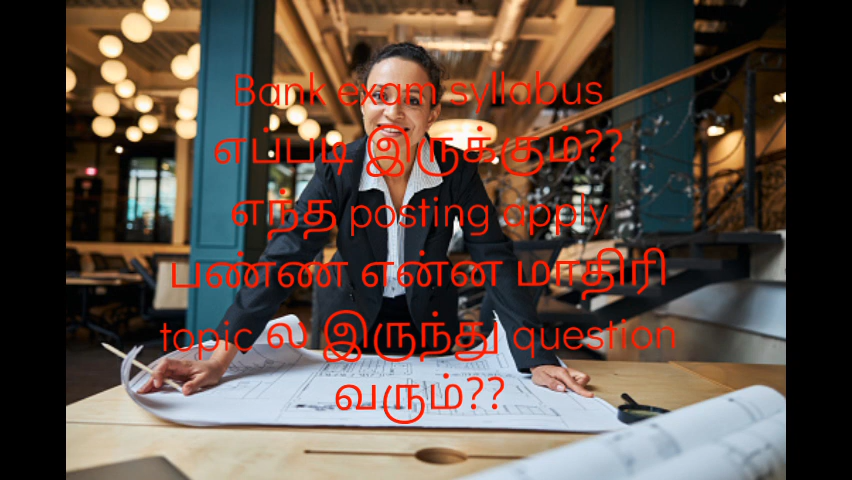 Bank exam syllabus
எப்படி இருக்கும்??
எந்த posting apply
பண்ண என்ன மாதிரி
topic ல இருந்து question
வரும்??